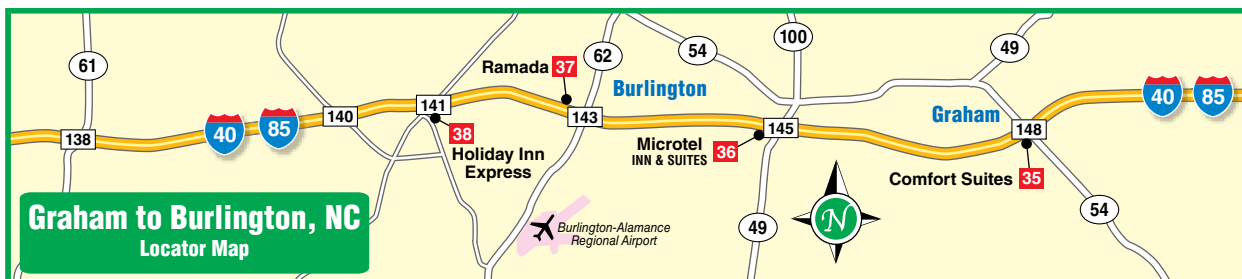 61
138
40
85
140
141
38
Holiday Inn
Express
Ramada 37
62
143
Burlington
54
100
145
Microtel
INN & SUITES
36
49
Graham
49
148
Comfort Suites 35
54
40
85
N
Burlington-Alamance
Regional Airport
Graham to Burlington, NC
Locator Map